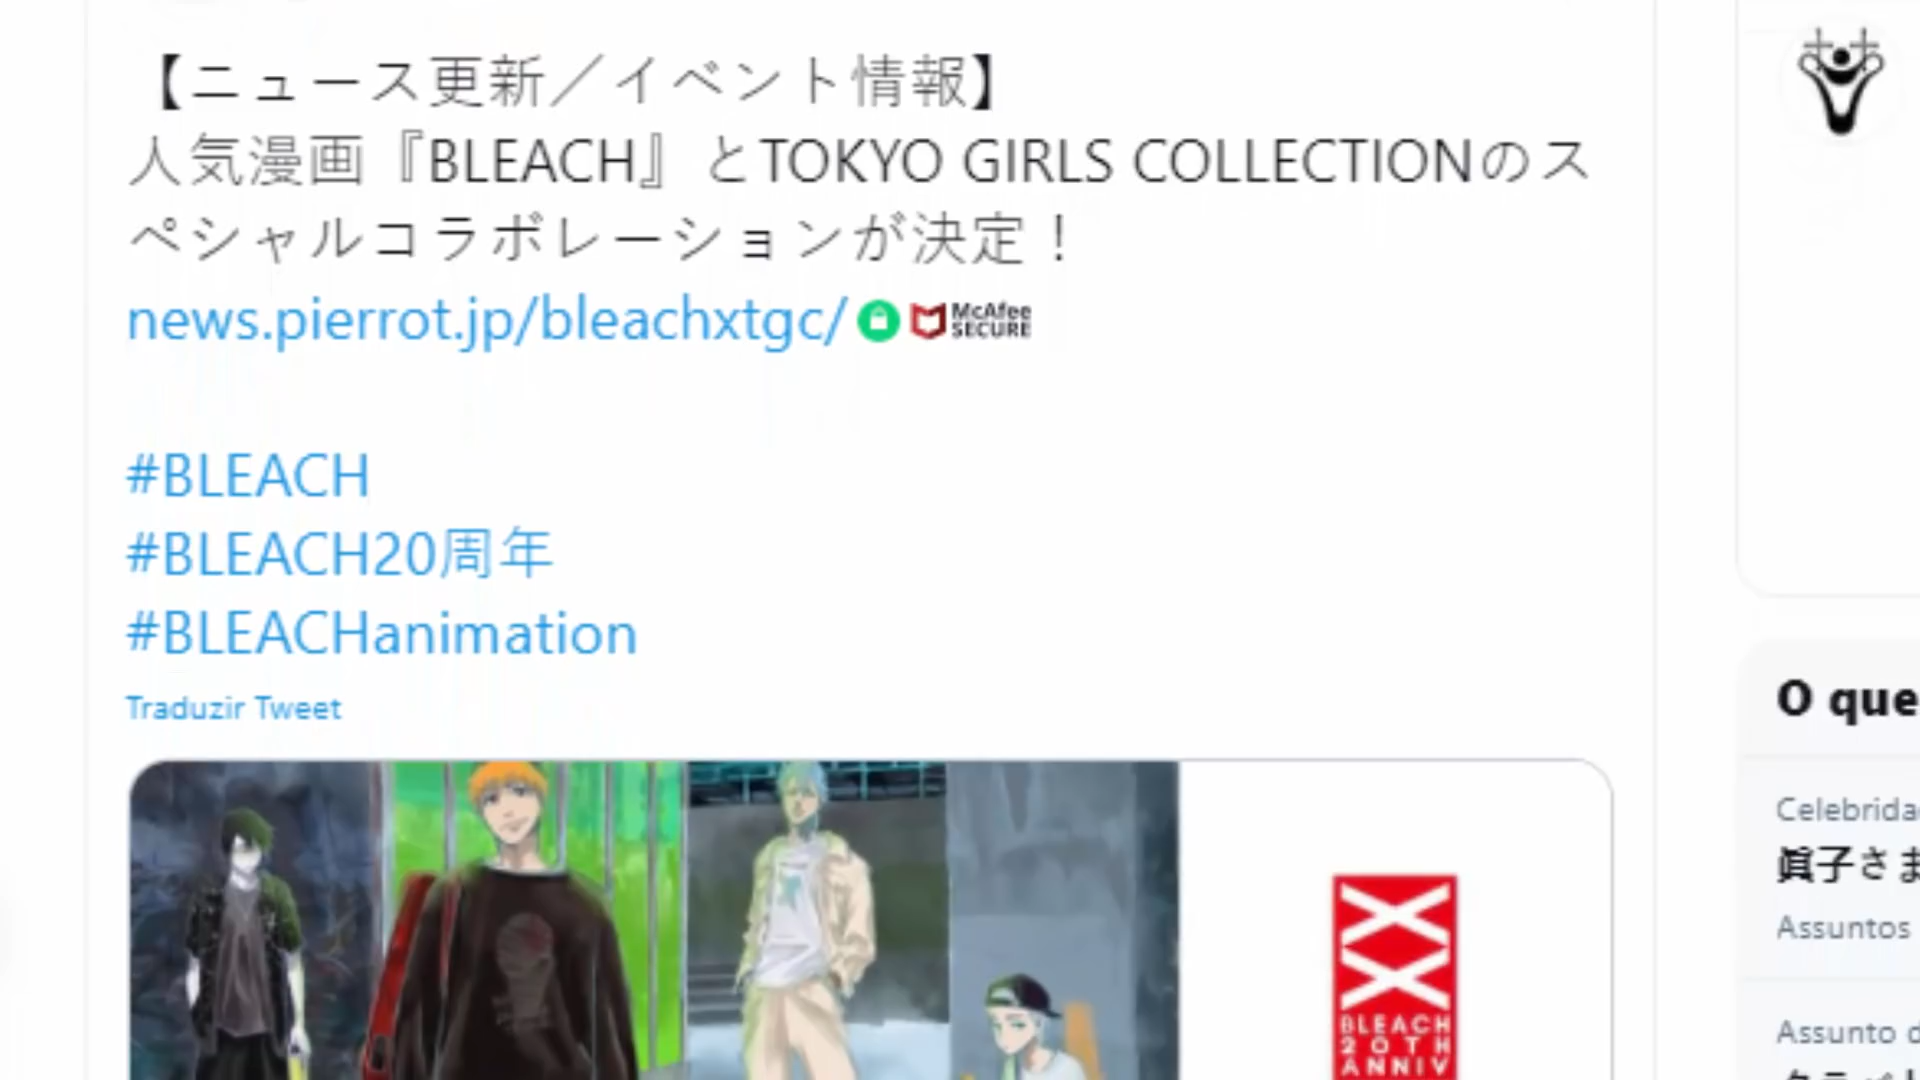 【ニュース更新／イベント情報】
人気漫画『BLEACH』とTOKYO GIRLS COLLECTIONのス
ペシャルコラボレーションが決定！
news.pierrot.jp/bleachxtgc/
McAfee
SECURE
#BLEACH
#BLEACH20周年
#BLEACHanimation
Traduzir Tweet
BLEACH
20TH
ANNIV
O que
Celebrida
眞子さま
Assuntos
Assunto d